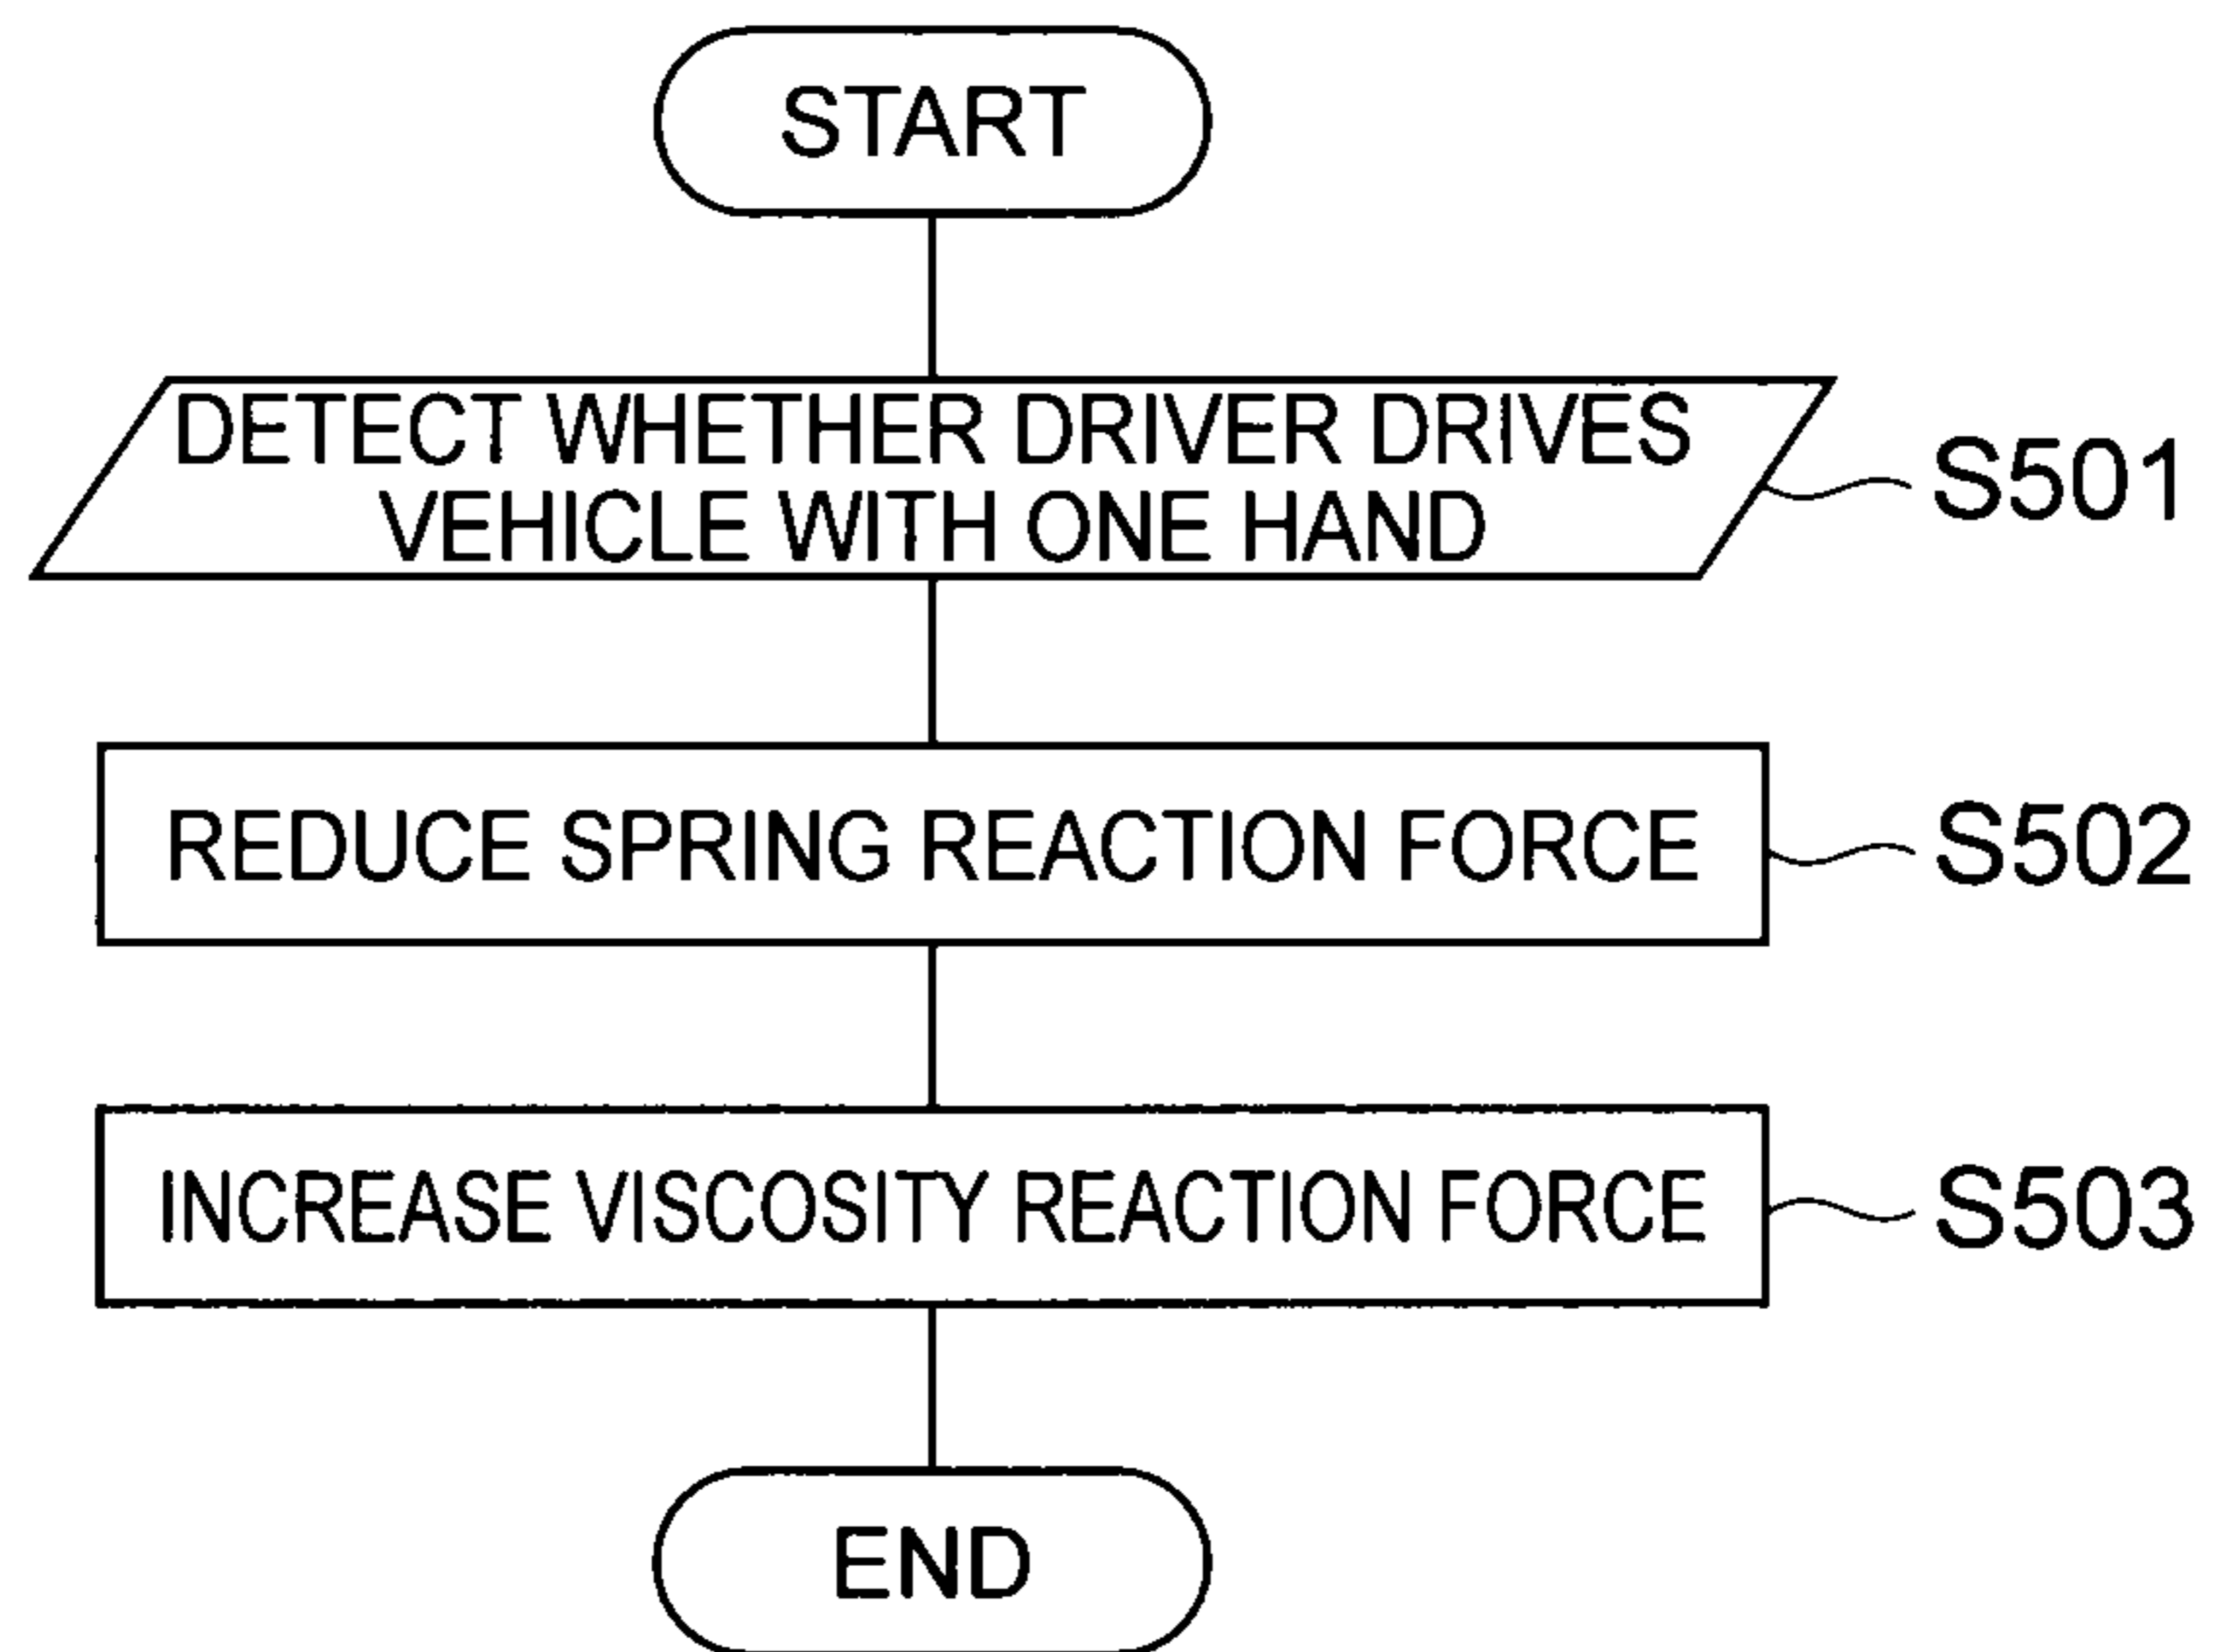 START
DETECT WHETHER DRIVER DRIVES
VEHICLE WITH ONE HAND
S501
REDUCE SPRING REACTION FORCE
S502
INCREASE VISCOSITY REACTION FORCE
S503
END